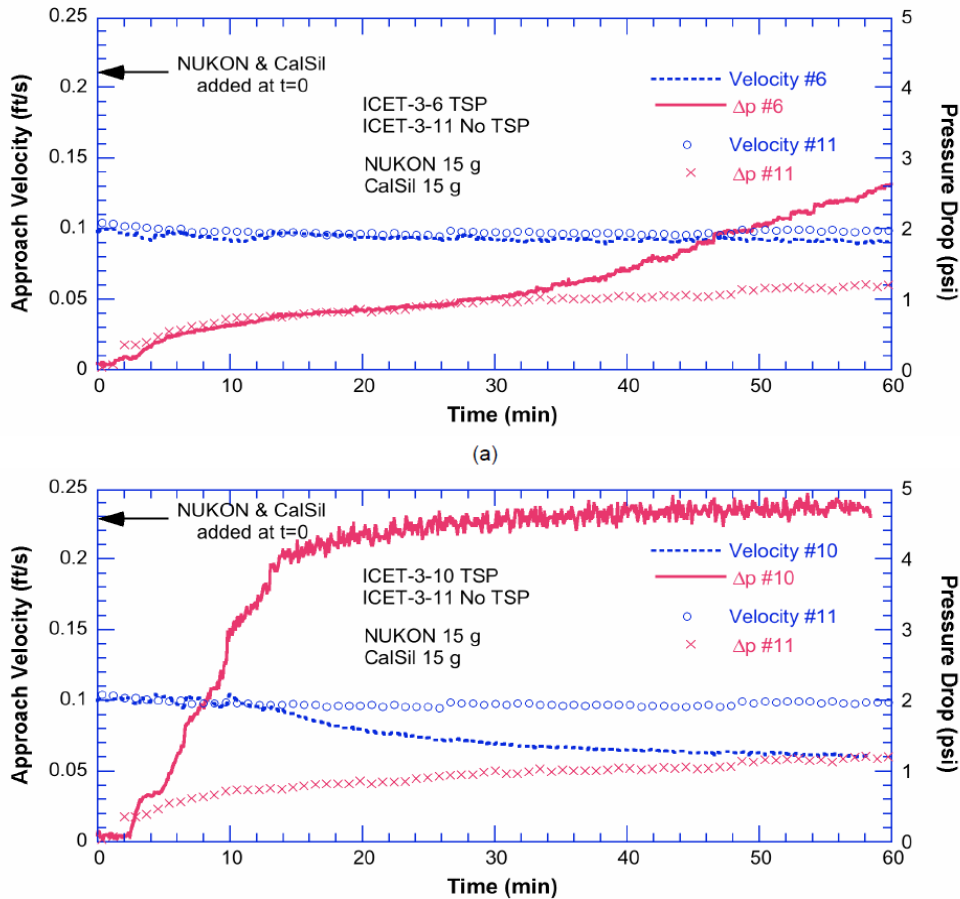 0.25
0.2
0.15
0.1
0.05
0
Approach Velocity (ft/s)
NUKON & CalSil
added at t=0
ICET-3-6 TSP
ICET-3-11 No TSP
NUKON 15 g
CalSil 15 g
Velocity #6
Δp #6
Velocity #11
Δp #11
5
4
3
2
1
0
Pressure Drop (psi)
0 10 20 30 40 50 60
Time (min)
(a)
0.25
0.2
0.15
0.1
0.05
0
Approach Velocity (ft/s)
NUKON & CalSil
added at t=0
ICET-3-10 TSP
ICET-3-11 No TSP
NUKON 15 g
CalSil 15 g
Velocity #10
Δp #10
Velocity #11
Δp #11
5
4
3
2
1
0
Pressure Drop (psi)
0 10 20 30 40 50 60
Time (min)